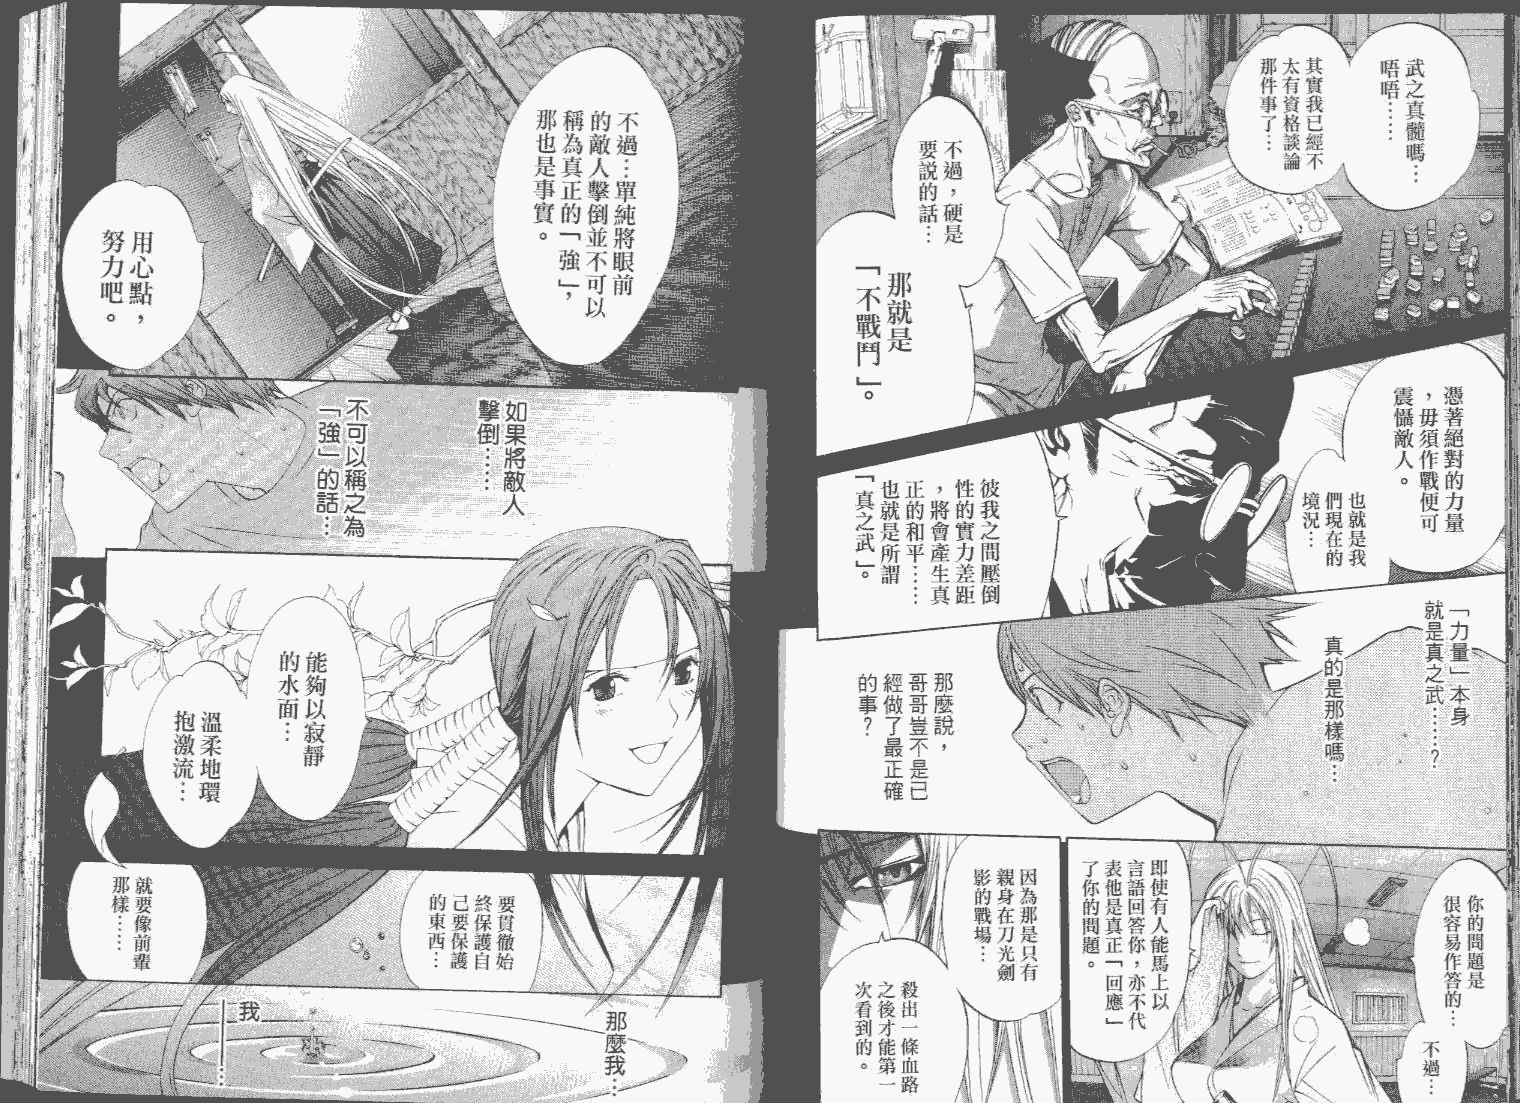 武之真髓嗎…
唔唔……
其實我已經不
太有資格談論
那件事了…
不過，硬是
要說的話…
那就是
「不戰鬥」。
憑著絕對的力量
，毋須作戰便可
震懾敵人。
也就是我
們現在的
境況…
彼我之間壓倒
性的實力差距
，將會產生真
正的和平……
也就是所謂
「真之武」。
「力量」本身
就是真之武……？
真的是那樣嗎…
那麼說，
哥哥豈不是已
經做了最正確
的事？
你的問題是
很容易作答的…
不過…
即使有人能馬上以
言語回答你，亦不代
表他是真正「回應」
了你的問題。
因為那是只有
親身在刀光劍
影的戰場…
殺出一條血路
之後才能第一
次看到的。
不過…單純將眼前
的敵人擊倒並不可以
稱為真正的「強」，
那也是事實。
用心點，
努力吧。
如果將敵人
擊倒……
不可以稱之為
「強」的話…
能夠以寂靜
的水面…
溫柔地環
抱激流…
要貫徹始
終保護自
己要保護
的東西…
就要像前輩
那樣……
那麼我…
我
──…